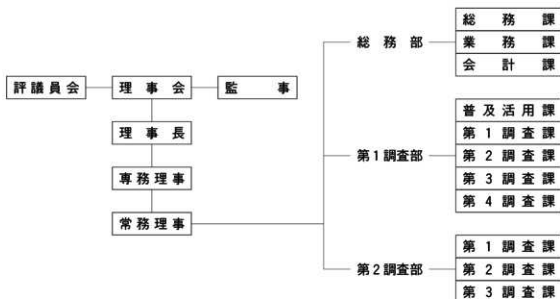 総務課
総務部 業務課
会計課
評議員会 理事会 監事
普及活用課
理事長 第1調査課
第1調査部 第2調査課
専務理事 第3調査課
第4調査課
常務理事
第1調査課
第2調査部 第2調査課
第3調査課